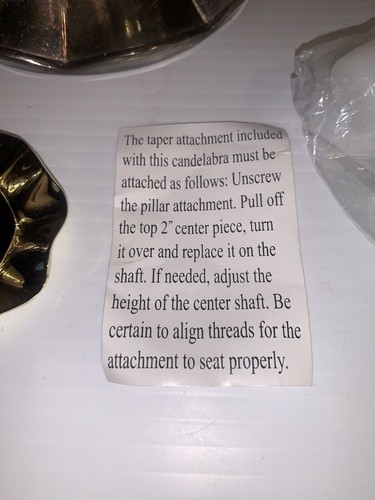 The taper attachment included
with this candelabra must be
attached as follows: Unscrew
the pillar attachment. Pull off
the top 2" center piece, turn
it over and replace it on the
shaft. If needed, adjust the
height of the center shaft. Be
certain to align threads for the
attachment to seat properly.